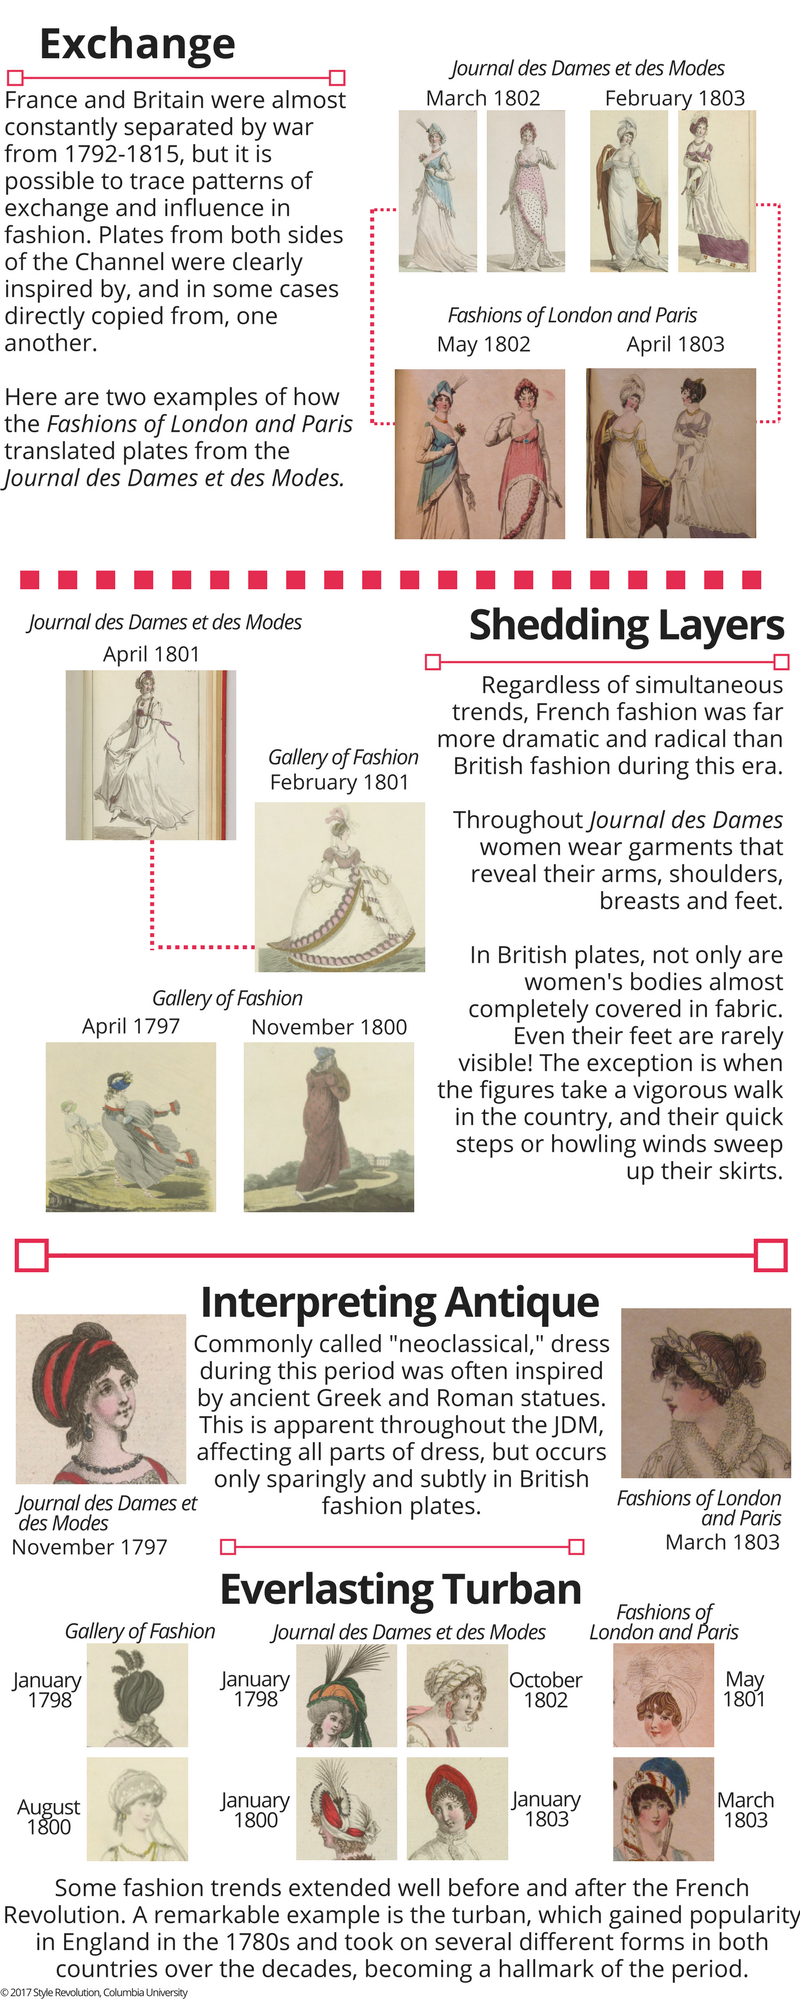 Exchange
France and Britain were almost
constantly separated by war
from 1792-1815, but it is
possible to trace patterns of
exchange and influence in
fashion. Plates from both sides
of the Channel were clearly
inspired by, and in some cases
directly copied from, one
another.
Here are two examples of how
the Fashions of London and Paris
translated plates from the
Journal des Dames et des Modes.
Journal des Dames et des Modes
March 1802
February 1803
Fashions of London and Paris
May 1802
April 1803
Journal des Dames et des Modes
April 1801
Gallery of Fashion
February 1801
Gallery of Fashion
April 1797
November 1800
Shedding Layers
Regardless of simultaneous
trends, French fashion was far
more dramatic and radical than
British fashion during this era.
Throughout Journal des Dames
women wear garments that
reveal their arms, shoulders,
breasts and feet.
In British plates, not only are
women's bodies almost
completely covered in fabric.
Even their feet are rarely
visible! The exception is when
the figures take a vigorous walk
in the country, and their quick
steps or howling winds sweep
up their skirts.
Interpreting Antique
Commonly called "neoclassical," dress
during this period was often inspired
by ancient Greek and Roman statues.
This is apparent throughout the JDM,
affecting all parts of dress, but occurs
only sparingly and subtly in British
fashion plates.
Journal des Dames et
des Modes
November 1797
Fashions of London
and Paris
March 1803
Everlasting Turban
Gallery of Fashion
January
1798
August
1800
Journal des Dames et des Modes
January
1798
October
1802
January
1800
January
1803
Fashions of
London and Paris
May
1801
March
1803
Some fashion trends extended well before and after the French
Revolution. A remarkable example is the turban, which gained popularity
in England in the 1780s and took on several different forms in both
countries over the decades, becoming a hallmark of the period.
© 2017 Style Revolution, Columbia University